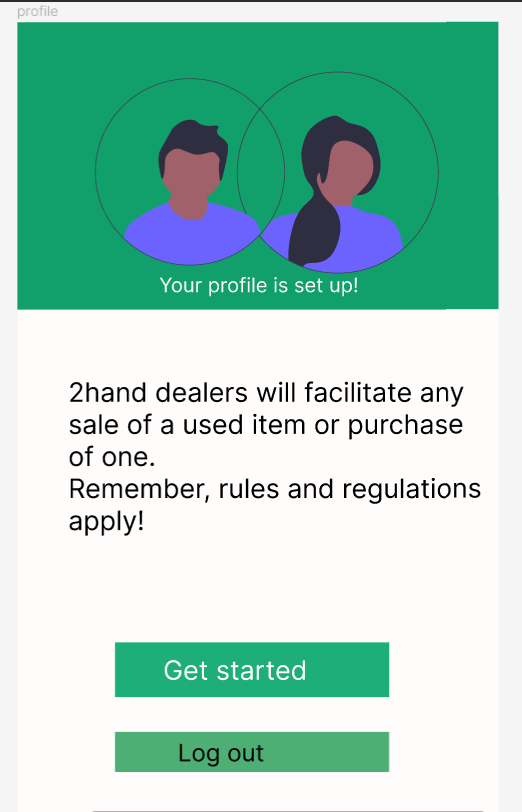 profile
Your profile is set up!
2hand dealers will facilitate any
sale of a used item or purchase
of one.
Remember, rules and regulations
apply!
Get started
Log out